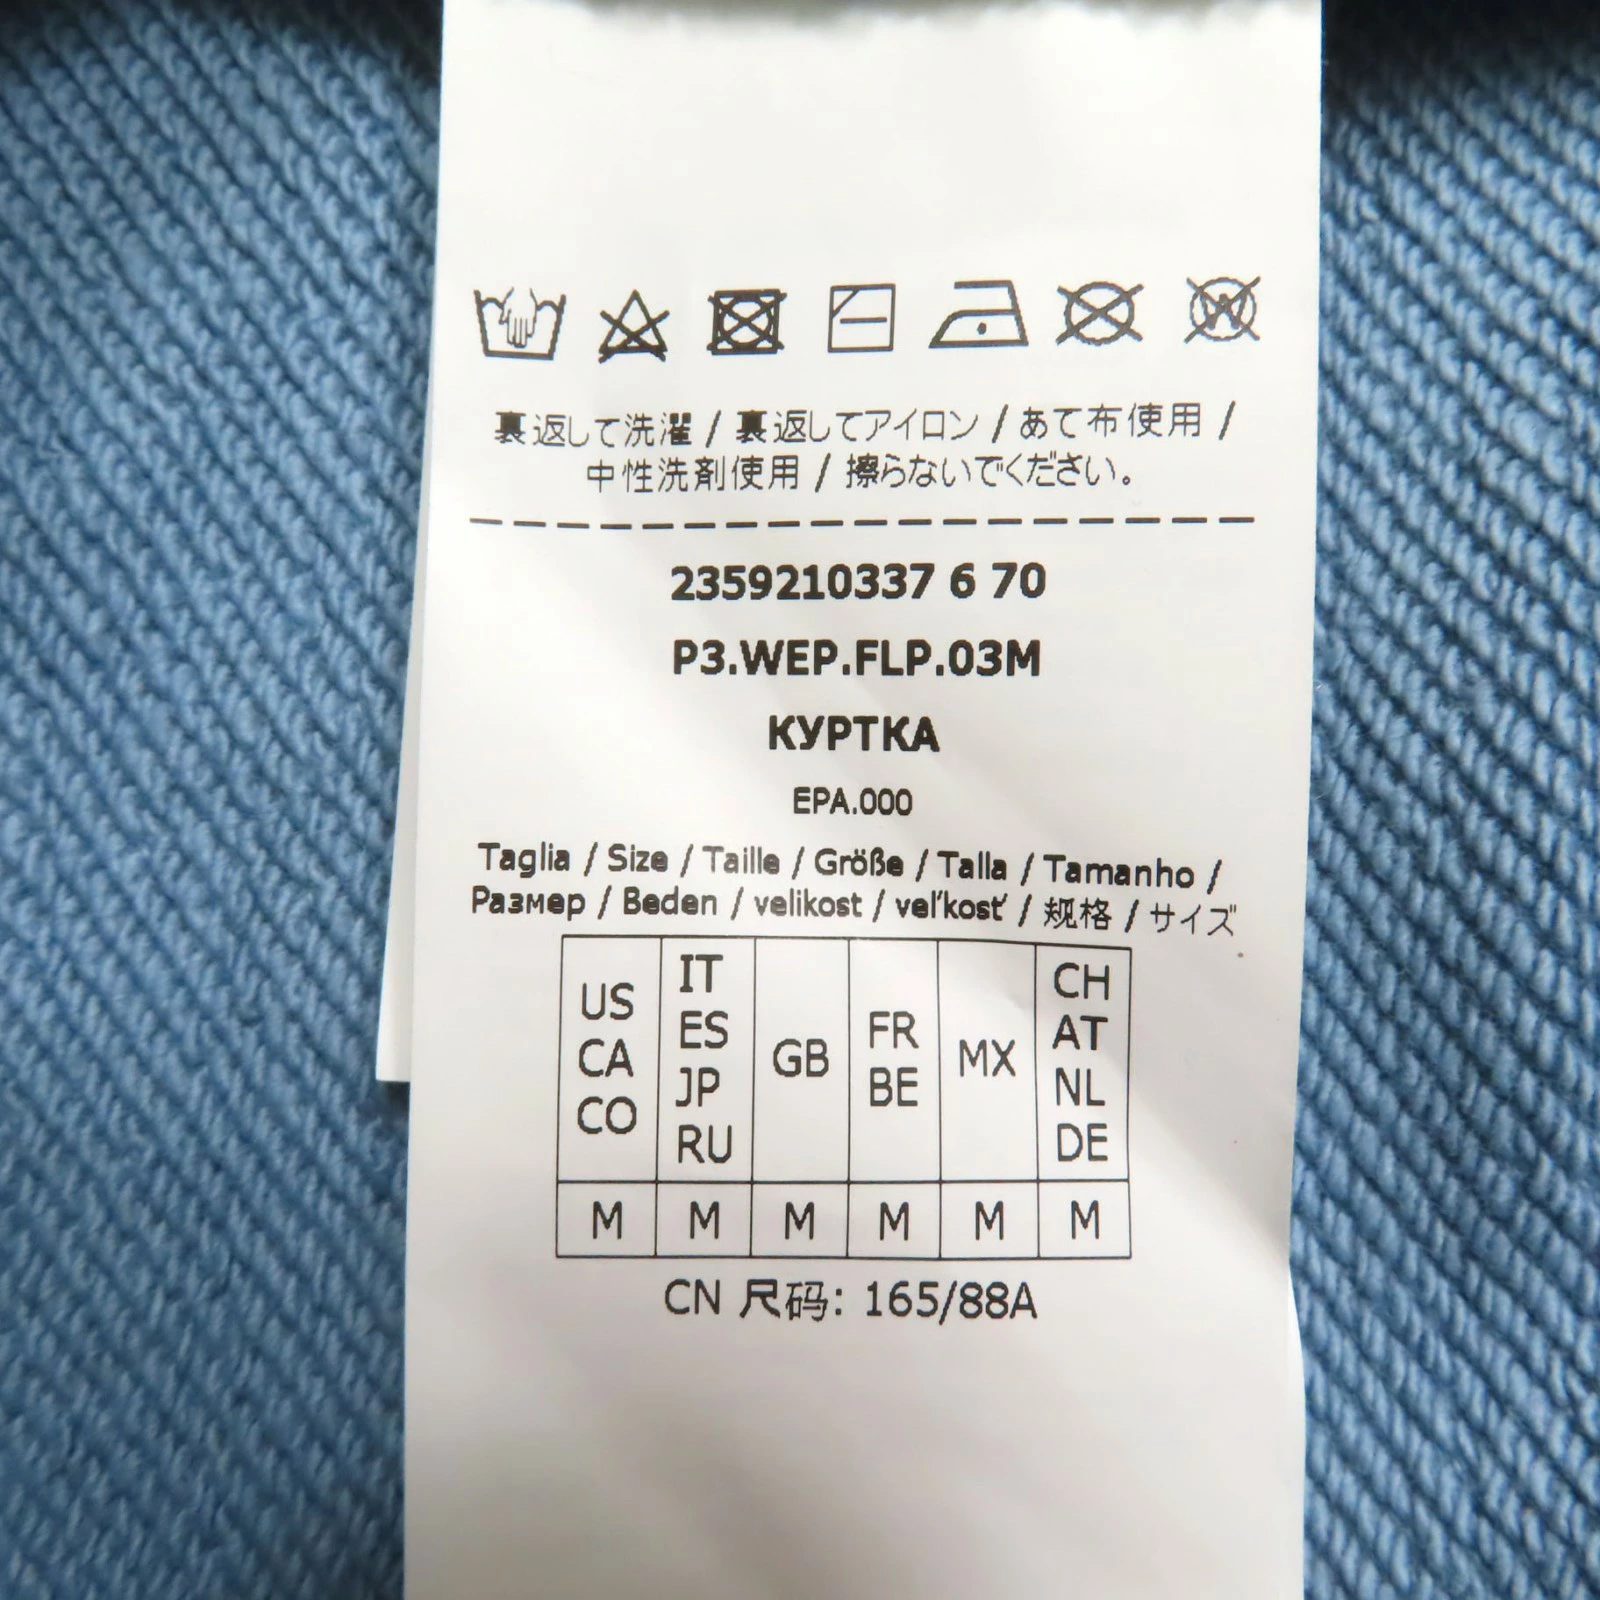 裏返して洗濯 / 裏返してアイロン / あて布使用 /
中性洗剤使用 / 擦らないでください。
2359210337 6 70
P3.WEP.FLP.03M
КУРТКА
EPA.000
Taglia / Size / Taille / Größe / Talla / Tamanho /
Размер / Beden / velikost / veľkosť / 规格 / サイズ
US CA CO
IT ES JP RU
GB
FR BE
MX
CH AT NL DE
M M M M M M
CN 尺码: 165/88A